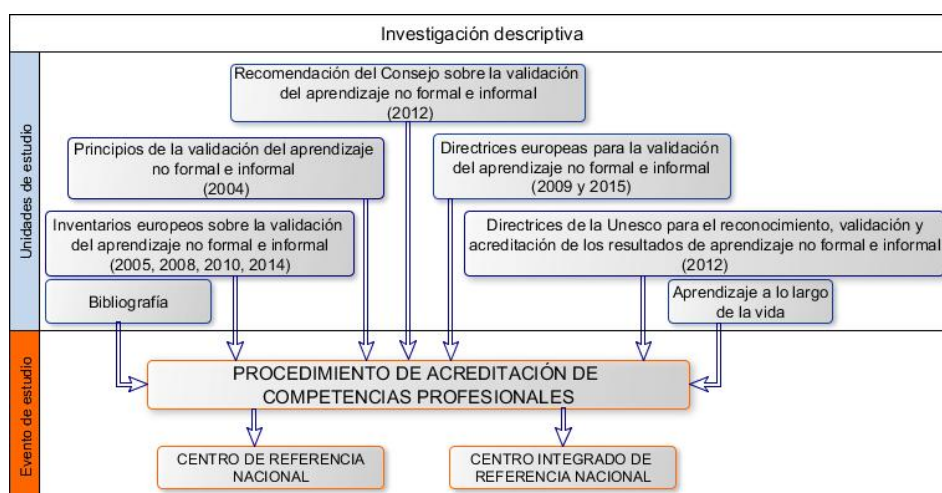 Investigación descriptiva
Unidades de estudio
Recomendación del Consejo sobre la validación
del aprendizaje no formal e informal
(2012)
Principios de la validación del aprendizaje
no formal e informal
(2004)
Directrices europeas para la validación
del aprendizaje no formal e informal
(2009 y 2015)
Inventarios europeos sobre la validación
del aprendizaje no formal e informal
(2005, 2008, 2010, 2014)
Directrices de la Unesco para el reconocimiento, validación y
acreditación de los resultados de aprendizaje no formal e informal
(2012)
Bibliografía
Aprendizaje a lo largo
de la vida
Evento de estudio
PROCEDIMIENTO DE ACREDITACIÓN DE
COMPETENCIAS PROFESIONALES
CENTRO DE REFERENCIA
NACIONAL
CENTRO INTEGRADO DE
REFERENCIA NACIONAL